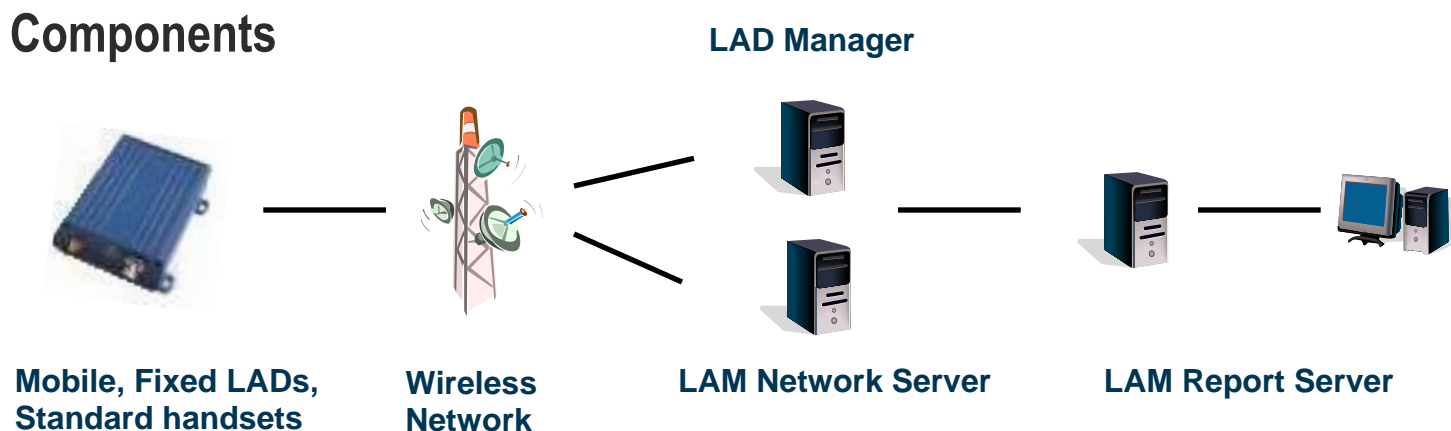 Components
LAD Manager
Mobile, Fixed LADs,
Standard handsets
Wireless
Network
LAM Network Server
LAM Report Server